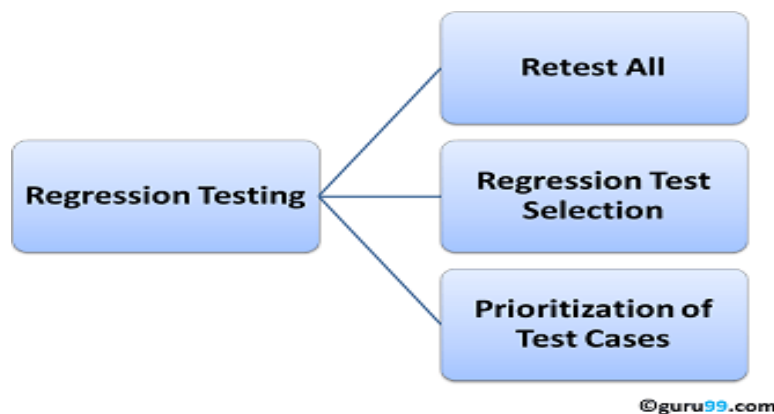 Retest All
Regression Testing
Regression Test
Selection
Prioritization of
Test Cases
©guru99.com